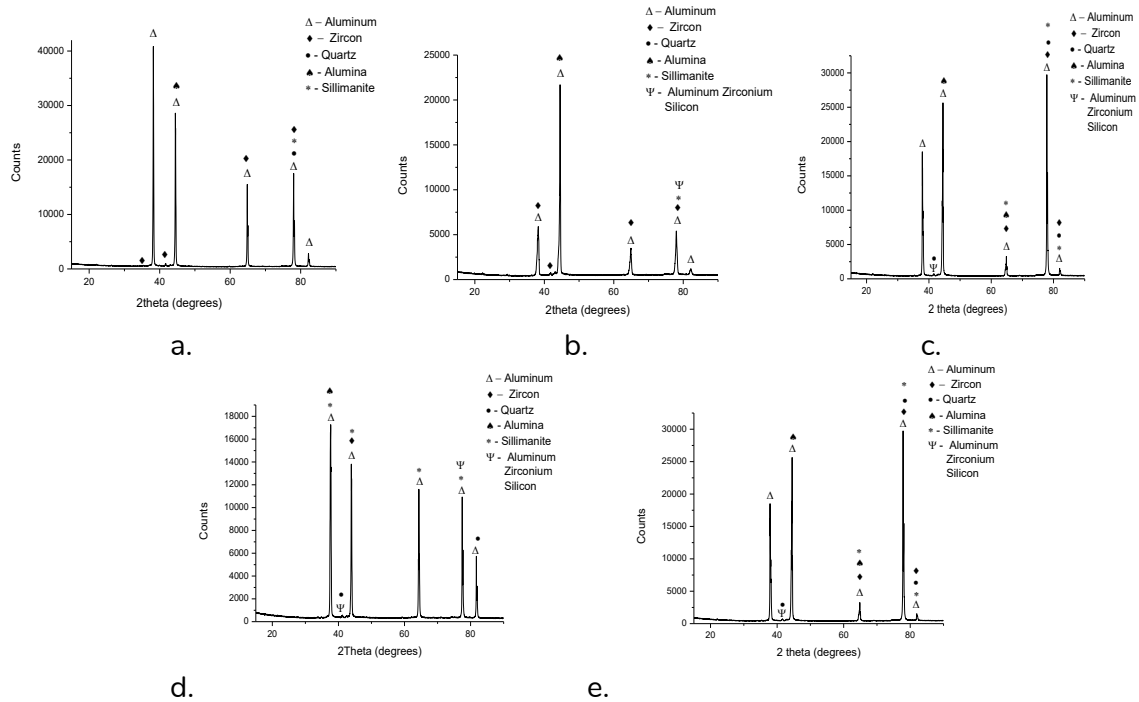 Δ – Aluminum
♦ – Zircon
• - Quartz
♠ - Alumina
* - Sillimanite
Δ
♠
Δ
♦
Δ
♦
*
•
Δ
Δ
♦
♦
40000
30000
20000
10000
0
Counts
20 40 60 80
2theta (degrees)
a.
Δ – Aluminum
♦ – Zircon
• - Quartz
♠ - Alumina
* - Sillimanite
Ψ - Aluminum Zirconium
Silicon
♠
Δ
♦
Δ
♦
♦
Δ
Ψ
*
♦
Δ
Δ
25000
20000
15000
10000
5000
0
Counts
20 40 60 80
2theta (degrees)
b.
Δ – Aluminum
♦ – Zircon
• - Quartz
♠ - Alumina
* - Sillimanite
Ψ - Aluminum
Zirconium
Silicon
*
•
♦
Δ
♠
Δ
Δ
•
Ψ
*
♠
♦
Δ
♦
•
*
Δ
30000
25000
20000
15000
10000
5000
0
Counts
20 40 60 80
2 theta (degrees)
c.
Δ – Aluminum
♦ – Zircon
• - Quartz
♠ - Alumina
* - Sillimanite
Ψ - Aluminum
Zirconium
Silicon
♠
*
Δ
*
♦
Δ
*
Δ
Ψ
*
Δ
•
Δ
•
Ψ
18000
16000
14000
12000
10000
8000
6000
4000
2000
0
Counts
20 40 60 80
2Theta (degrees)
d.
Δ – Aluminum
♦ – Zircon
• - Quartz
♠ - Alumina
* - Sillimanite
Ψ - Aluminum
Zirconium
Silicon
*
•
♦
Δ
♠
Δ
Δ
•
Ψ
*
♠
♦
Δ
♦
•
*
Δ
30000
25000
20000
15000
10000
5000
0
Counts
20 40 60 80
2 theta (degrees)
e.